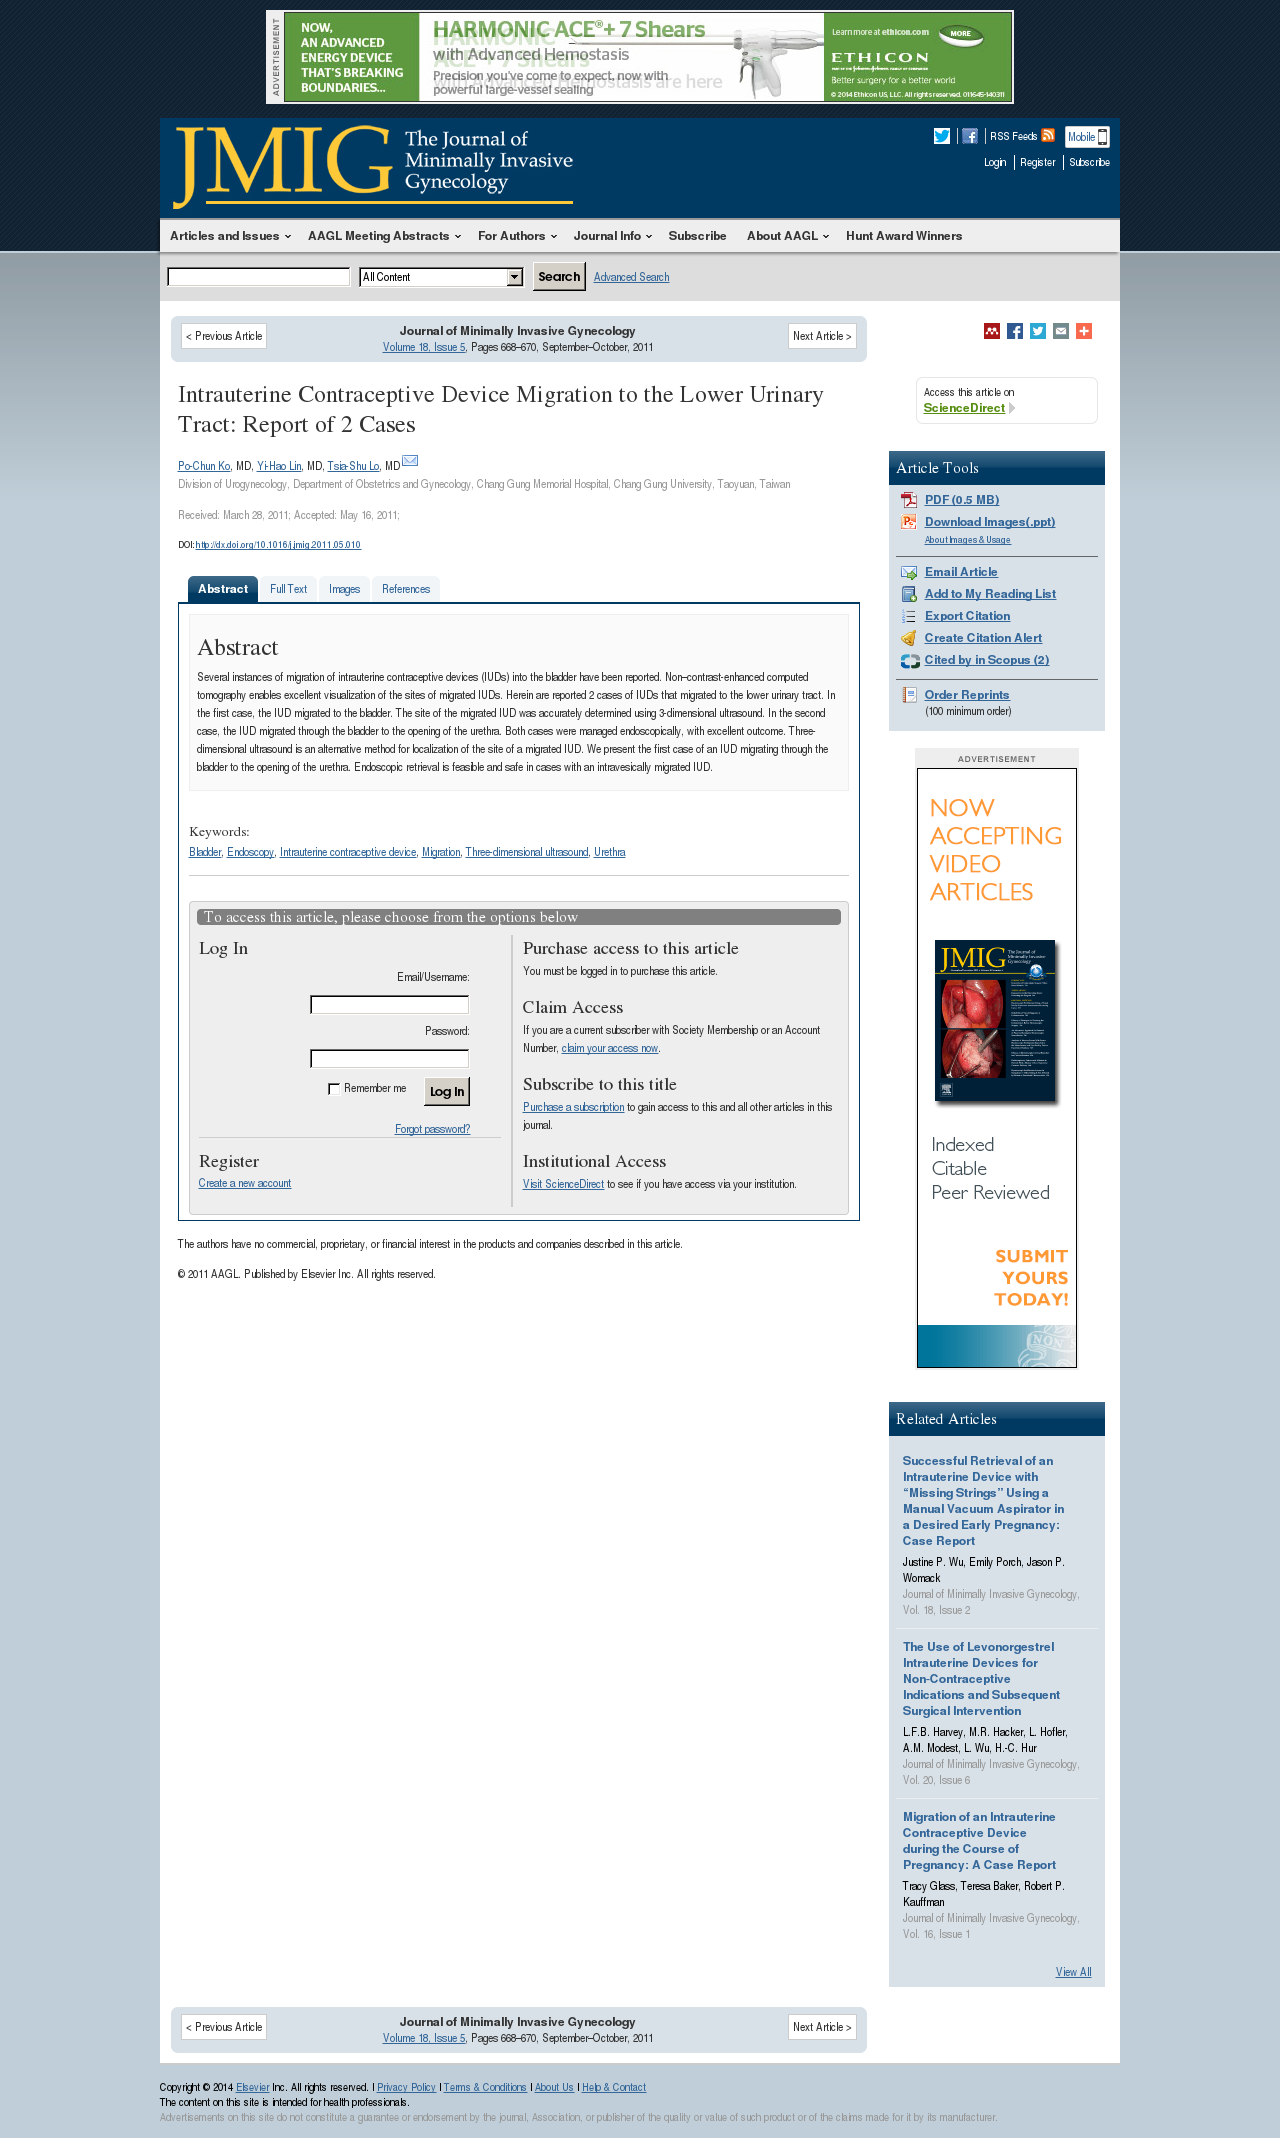 ADVERTISEMENT
NOW,
AN ADVANCED
ENERGY DEVICE
THAT'S BREAKING
BOUNDARIES...
HARMONIC ACE®+ 7 Shears
with Advanced Hemostasis
Precision you've come to expect, now with
powerful large-vessel sealing
Learn more at ethicon.com
MORE
ETHICON
Better surgery for a better world
© 2014 Ethicon US, LLC. All rights reserved. 011645-140311
JMIG The Journal of
Minimally Invasive
Gynecology
RSS Feeds
Mobile
Login Register Subscribe
Articles and Issues AAGL Meeting Abstracts For Authors Journal Info Subscribe About AAGL Hunt Award Winners
All Content Search Advanced Search
< Previous Article
Journal of Minimally Invasive Gynecology
Volume 18, Issue 5, Pages 668–670, September–October, 2011
Next Article >
Intrauterine Contraceptive Device Migration to the Lower Urinary
Tract: Report of 2 Cases
Po-Chun Ko, MD, Yi-Hao Lin, MD, Tsia-Shu Lo, MD
Division of Urogynecology, Department of Obstetrics and Gynecology, Chang Gung Memorial Hospital, Chang Gung University, Taoyuan, Taiwan
Received: March 28, 2011; Accepted: May 16, 2011;
DOI: http://dx.doi.org/10.1016/j.jmig.2011.05.010
Abstract Full Text Images References
Abstract
Several instances of migration of intrauterine contraceptive devices (IUDs) into the bladder have been reported. Non–contrast-enhanced computed
tomography enables excellent visualization of the sites of migrated IUDs. Herein are reported 2 cases of IUDs that migrated to the lower urinary tract. In
the first case, the IUD migrated to the bladder. The site of the migrated IUD was accurately determined using 3-dimensional ultrasound. In the second
case, the IUD migrated through the bladder to the opening of the urethra. Both cases were managed endoscopically, with excellent outcome. Three-
dimensional ultrasound is an alternative method for localization of the site of a migrated IUD. We present the first case of an IUD migrating through the
bladder to the opening of the urethra. Endoscopic retrieval is feasible and safe in cases with an intravesically migrated IUD.
Keywords:
Bladder, Endoscopy, Intrauterine contraceptive device, Migration, Three-dimensional ultrasound, Urethra
To access this article, please choose from the options below
Log In
Email/Username:
Password:
Remember me
Log In
Forgot password?
Register
Create a new account
Purchase access to this article
You must be logged in to purchase this article.
Claim Access
If you are a current subscriber with Society Membership or an Account
Number, claim your access now.
Subscribe to this title
Purchase a subscription to gain access to this and all other articles in this
journal.
Institutional Access
Visit ScienceDirect to see if you have access via your institution.
The authors have no commercial, proprietary, or financial interest in the products and companies described in this article.
© 2011 AAGL. Published by Elsevier Inc. All rights reserved.
Access this article on
ScienceDirect
Article Tools
PDF (0.5 MB)
Download Images(.ppt)
About Images & Usage
Email Article
Add to My Reading List
Export Citation
Create Citation Alert
Cited by in Scopus (2)
Order Reprints
(100 minimum order)
ADVERTISEMENT
NOW
ACCEPTING
VIDEO
ARTICLES
JMIG
Indexed
Citable
Peer Reviewed
SUBMIT
YOURS
TODAY!
Related Articles
Successful Retrieval of an
Intrauterine Device with
“Missing Strings” Using a
Manual Vacuum Aspirator in
a Desired Early Pregnancy:
Case Report
Justine P. Wu, Emily Porch, Jason P.
Womack
Journal of Minimally Invasive Gynecology,
Vol. 18, Issue 2
The Use of Levonorgestrel
Intrauterine Devices for
Non-Contraceptive
Indications and Subsequent
Surgical Intervention
L.F.B. Harvey, M.R. Hacker, L. Hofler,
A.M. Modest, L. Wu, H.-C. Hur
Journal of Minimally Invasive Gynecology,
Vol. 20, Issue 6
Migration of an Intrauterine
Contraceptive Device
during the Course of
Pregnancy: A Case Report
Tracy Glass, Teresa Baker, Robert P.
Kauffman
Journal of Minimally Invasive Gynecology,
Vol. 16, Issue 1
View All
< Previous Article
Journal of Minimally Invasive Gynecology
Volume 18, Issue 5, Pages 668–670, September–October, 2011
Next Article >
Copyright © 2014 Elsevier Inc. All rights reserved. | Privacy Policy | Terms & Conditions | About Us | Help & Contact
The content on this site is intended for health professionals.
Advertisements on this site do not constitute a guarantee or endorsement by the journal, Association, or publisher of the quality or value of such product or of the claims made for it by its manufacturer.